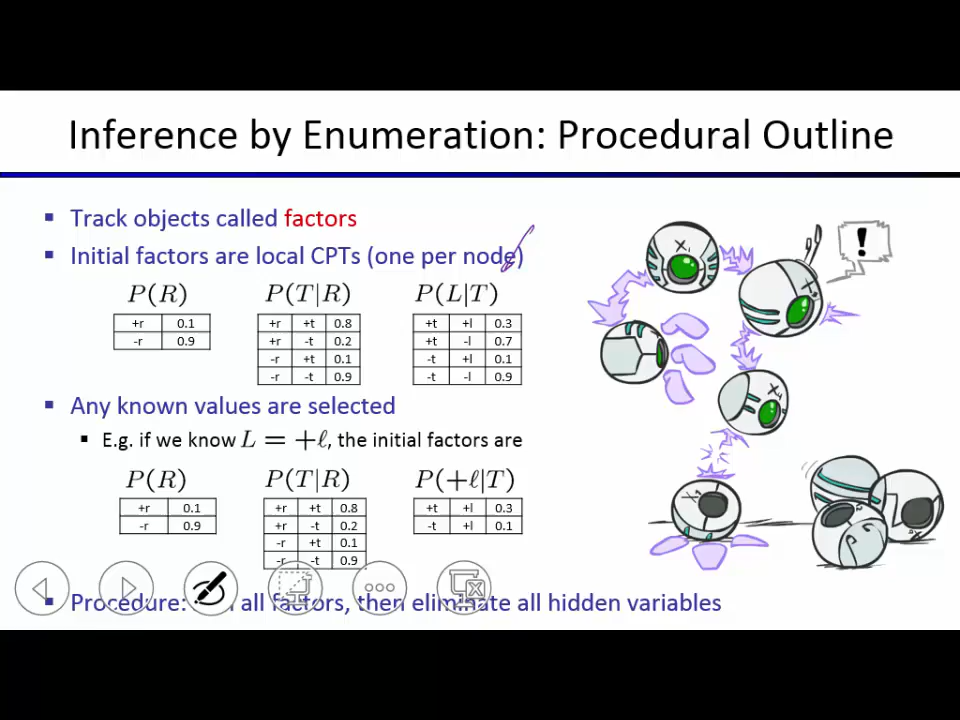 Inference by Enumeration: Procedural Outline
▪ Track objects called factors
▪ Initial factors are local CPTs (one per node)
P(R) P(T|R) P(L|T)
+r 0.1
-r 0.9
+r +t 0.8
+r -t 0.2
-r +t 0.1
-r -t 0.9
+t +l 0.3
+t -l 0.7
-t +l 0.1
-t -l 0.9
▪ Any known values are selected
▪ E.g. if we know L = +ℓ, the initial factors are
P(R) P(T|R) P(+ℓ|T)
+r 0.1
-r 0.9
+r +t 0.8
+r -t 0.2
-r +t 0.1
-r -t 0.9
+t +l 0.3
-t +l 0.1
▪ Procedure: all factors, then eliminate all hidden variables
!